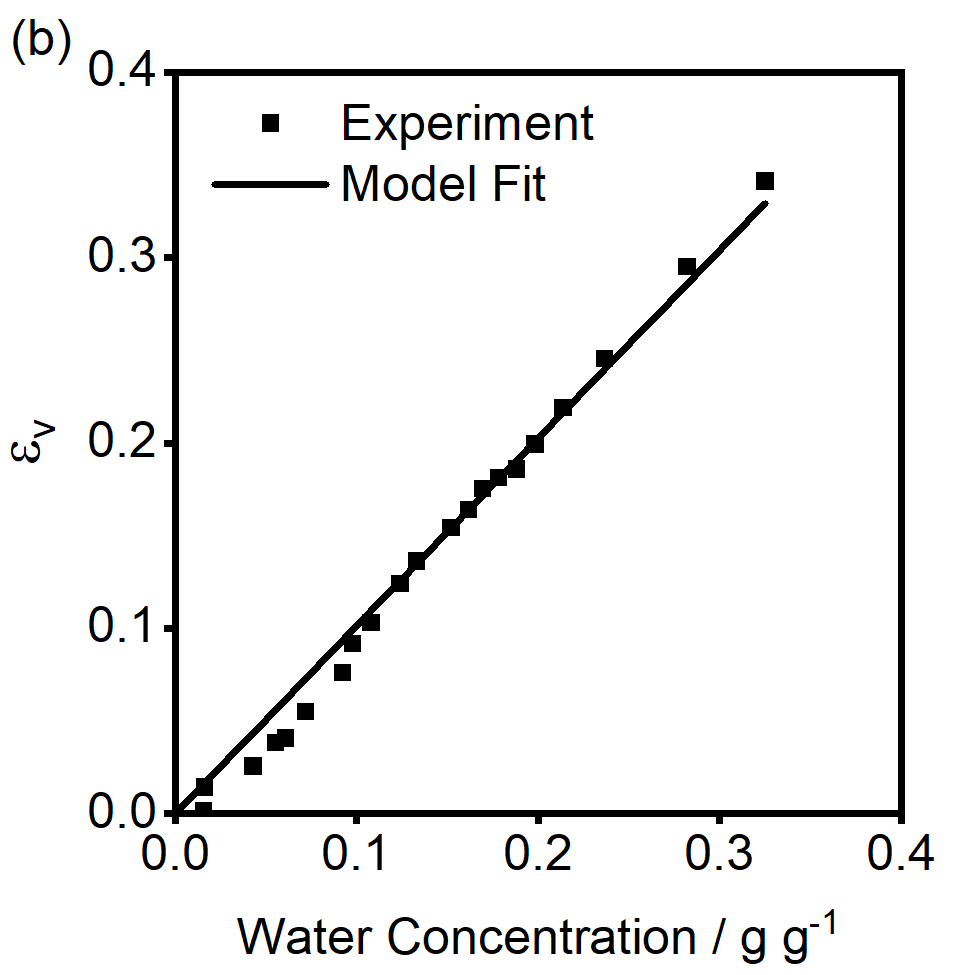 (b)
0.4
0.3
0.2
0.1
0.0
εv
Experiment
Model Fit
0.0 0.1 0.2 0.3 0.4
Water Concentration / g g-1